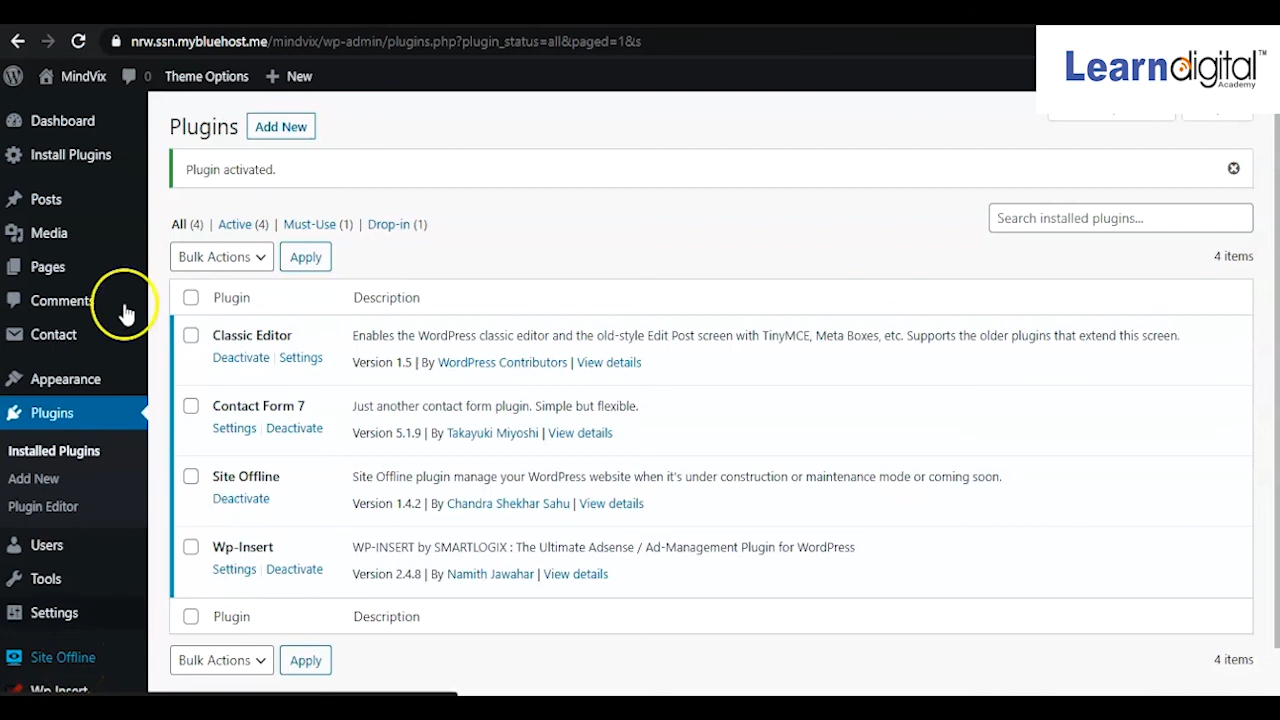 nrw.ssn.mybluehost.me/mindvix/wp-admin/plugins.php?plugin_status=all&paged=1&s
Learndigital™
Academy
MindVix 0 Theme Options + New
Dashboard
Install Plugins
Posts
Media
Pages
Comments
Contact
Appearance
Plugins
Installed Plugins
Add New
Plugin Editor
Users
Tools
Settings
Site Offline
Wp Insert
Plugins Add New
Plugin activated.
All (4) | Active (4) | Must-Use (1) | Drop-in (1)
Search installed plugins...
Bulk Actions Apply
4 items
Plugin Description
Classic Editor Enables the WordPress classic editor and the old-style Edit Post screen with TinyMCE, Meta Boxes, etc. Supports the older plugins that extend this screen.
Deactivate | Settings Version 1.5 | By WordPress Contributors | View details
Contact Form 7 Just another contact form plugin. Simple but flexible.
Settings | Deactivate Version 5.1.9 | By Takayuki Miyoshi | View details
Site Offline Site Offline plugin manage your WordPress website when it's under construction or maintenance mode or coming soon.
Deactivate Version 1.4.2 | By Chandra Shekhar Sahu | View details
Wp-Insert WP-INSERT by SMARTLOGIX : The Ultimate Adsense / Ad-Management Plugin for WordPress
Settings | Deactivate Version 2.4.8 | By Namith Jawahar | View details
Plugin Description
Bulk Actions Apply
4 items